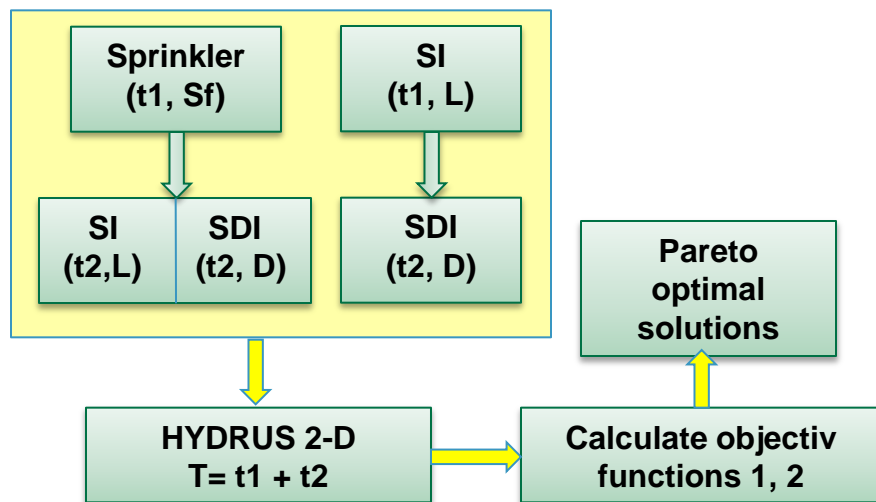 Sprinkler
(t1, Sf)
SI
(t1, L)
SI
(t2,L)
SDI
(t2, D)
SDI
(t2, D)
Pareto
optimal
solutions
HYDRUS 2-D
T= t1 + t2
Calculate objectiv
functions 1, 2